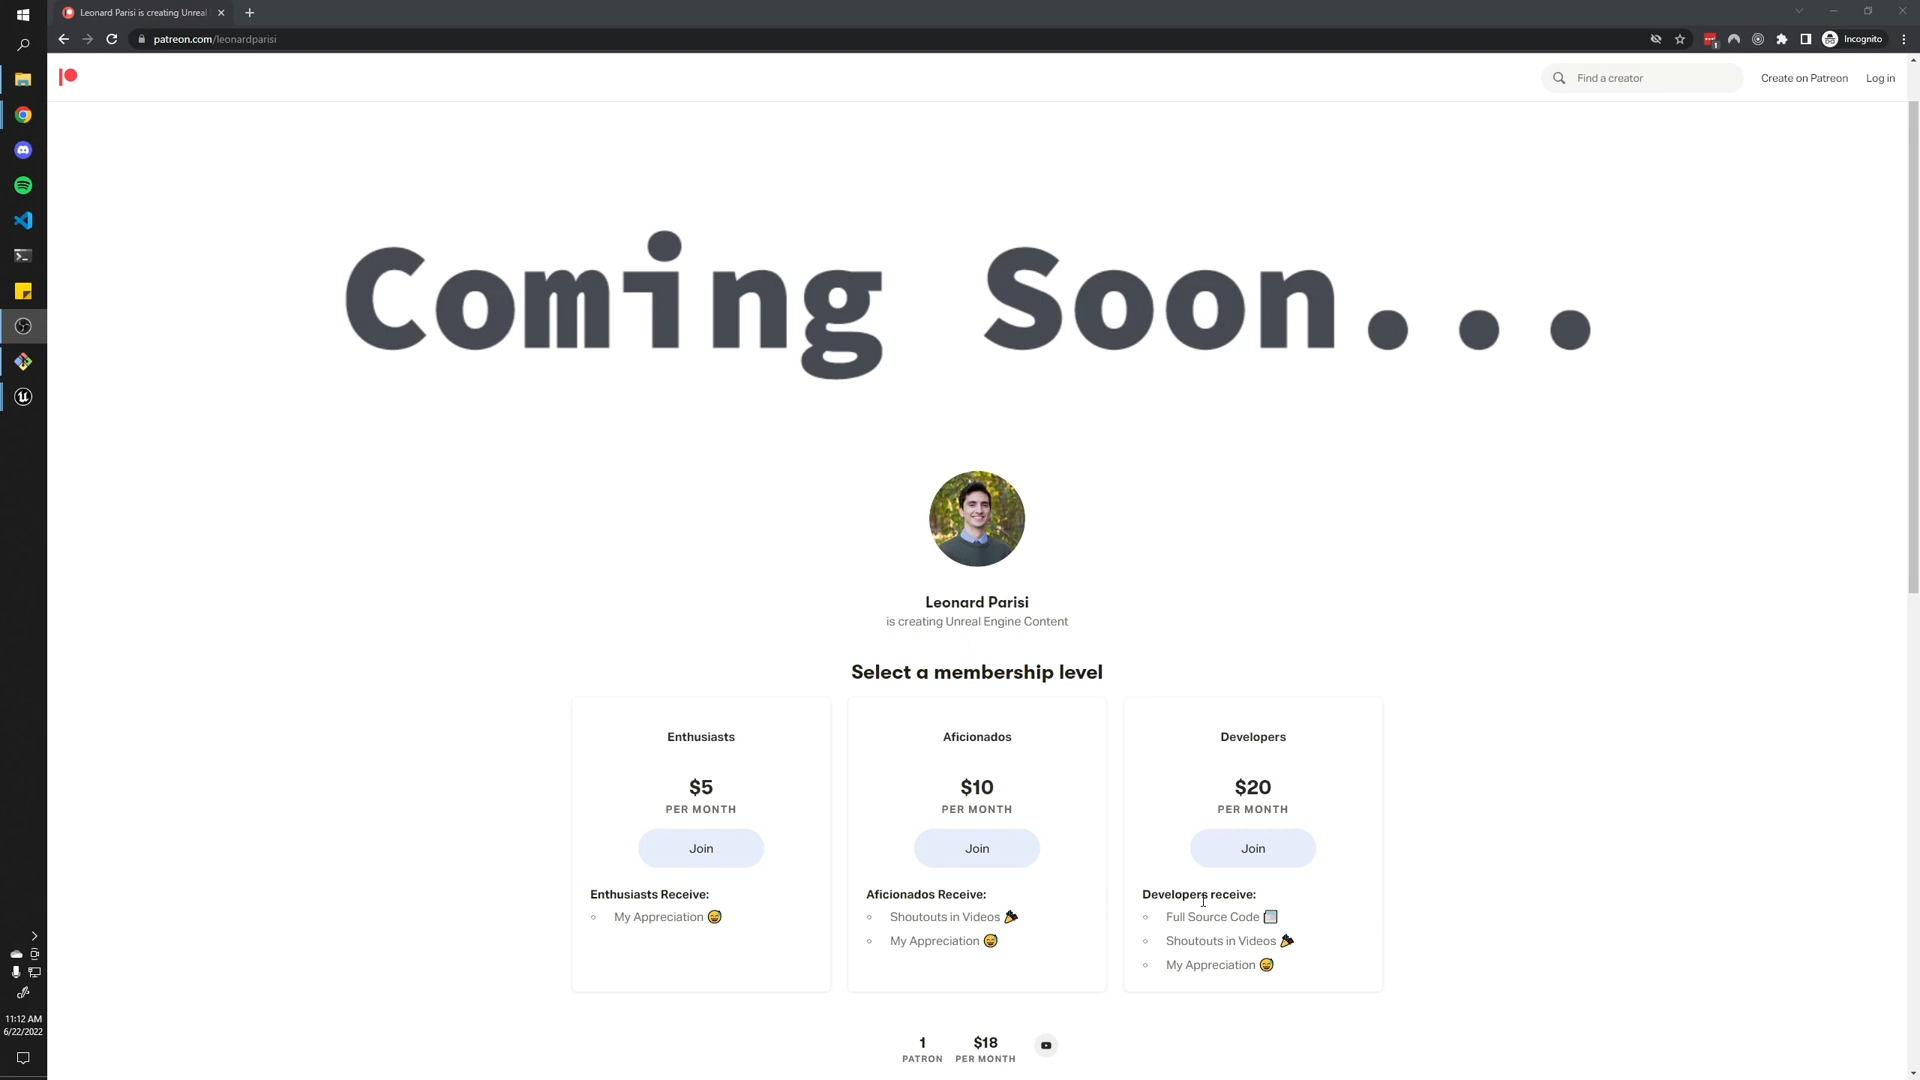 Leonard Parisi is creating Unreal
patreon.com/leonardparisi
1
Incognito
Find a creator
Create on Patreon
Log in
Coming Soon...
Leonard Parisi
is creating Unreal Engine Content
Select a membership level
Enthusiasts
$5
PER MONTH
Join
Enthusiasts Receive:
My Appreciation 😅
Aficionados
$10
PER MONTH
Join
Aficionados Receive:
Shoutouts in Videos 🎉
My Appreciation 😅
Developers
$20
PER MONTH
Join
Developers receive:
Full Source Code
Shoutouts in Videos 🎉
My Appreciation 😅
1
PATRON
$18
PER MONTH
11:12 AM
6/22/2022